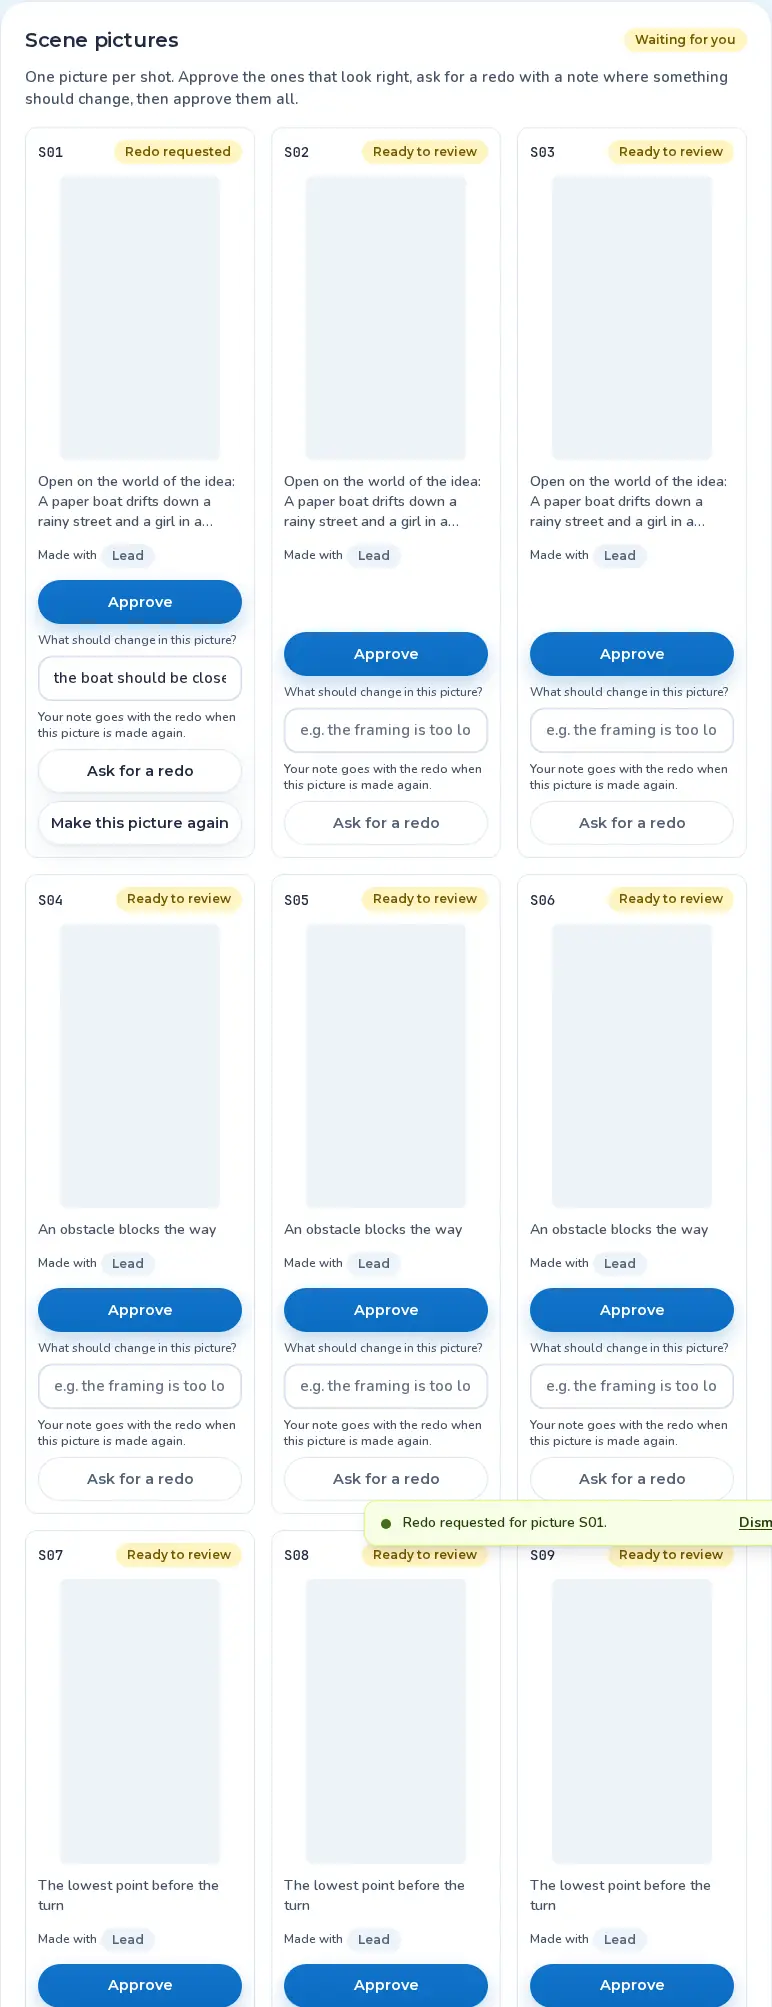 Scene pictures
Waiting for you
One picture per shot. Approve the ones that look right, ask for a redo with a note where something
should change, then approve them all.
S01
Redo requested
Open on the world of the idea:
A paper boat drifts down a
rainy street and a girl in a…
Made with Lead
Approve
What should change in this picture?
the boat should be close
Your note goes with the redo when
this picture is made again.
Ask for a redo
Make this picture again
S02
Ready to review
Open on the world of the idea:
A paper boat drifts down a
rainy street and a girl in a…
Made with Lead
Approve
What should change in this picture?
e.g. the framing is too lo
Your note goes with the redo when
this picture is made again.
Ask for a redo
S03
Ready to review
Open on the world of the idea:
A paper boat drifts down a
rainy street and a girl in a…
Made with Lead
Approve
What should change in this picture?
e.g. the framing is too lo
Your note goes with the redo when
this picture is made again.
Ask for a redo
S04
Ready to review
An obstacle blocks the way
Made with Lead
Approve
What should change in this picture?
e.g. the framing is too lo
Your note goes with the redo when
this picture is made again.
Ask for a redo
S05
Ready to review
An obstacle blocks the way
Made with Lead
Approve
What should change in this picture?
e.g. the framing is too lo
Your note goes with the redo when
this picture is made again.
Ask for a redo
S06
Ready to review
An obstacle blocks the way
Made with Lead
Approve
What should change in this picture?
e.g. the framing is too lo
Your note goes with the redo when
this picture is made again.
Ask for a redo
Redo requested for picture S01.
Dism
S07
Ready to review
The lowest point before the
turn
Made with Lead
Approve
S08
Ready to review
The lowest point before the
turn
Made with Lead
Approve
S09
Ready to review
The lowest point before the
turn
Made with Lead
Approve